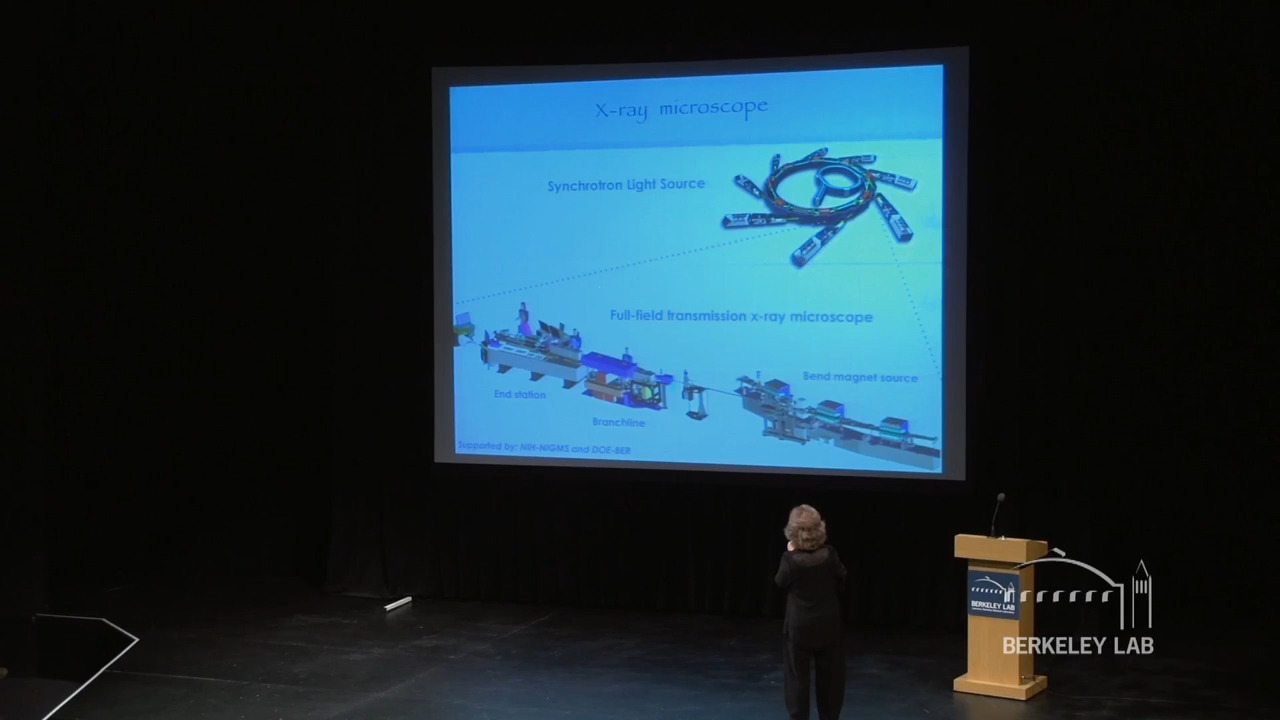 X-ray microscope
Synchrotron Light Source
Full-field transmission x-ray microscope
Bend magnet source
End station
Branchline
Supported by: NIH-NIGMS and DOE-BER
BERKELEY LAB
BERKELEY LAB